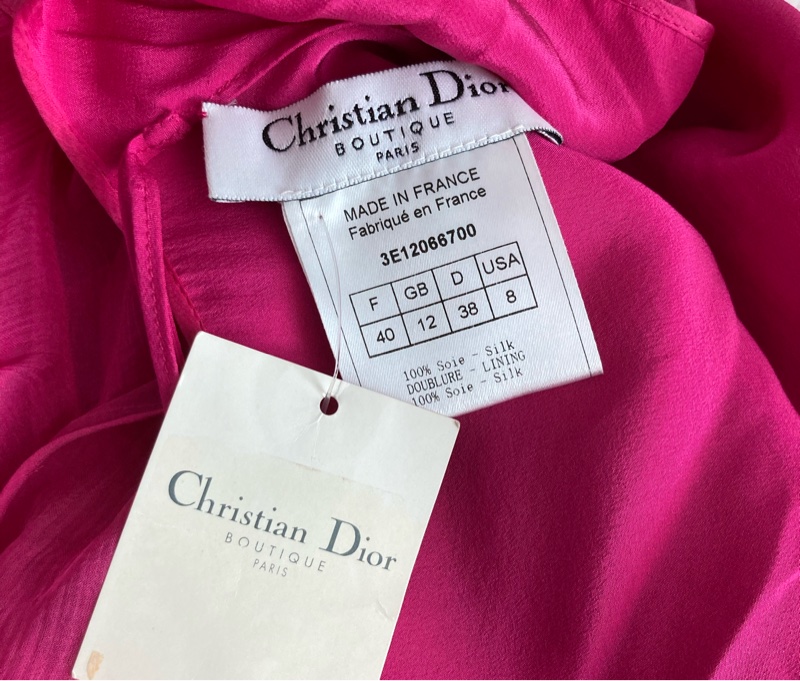 Christian Dior
BOUTIQUE
PARIS
MADE IN FRANCE
Fabriqué en France
3E12066700
F GB D USA
40 12 38 8
100% Soie - Silk
DOUBLURE - LINING
100% Soie - Silk
Christian Dior
BOUTIQUE
PARIS